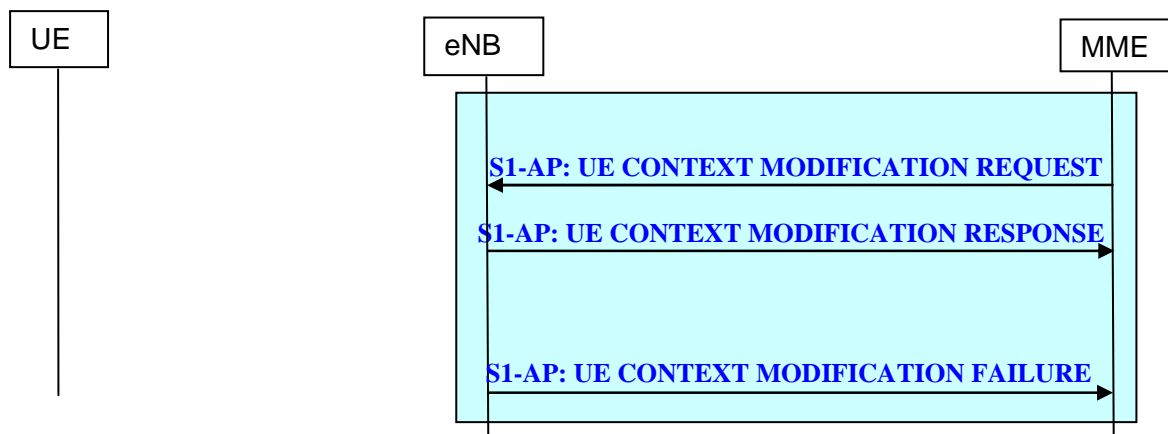 UE
eNB
MME
S1-AP: UE CONTEXT MODIFICATION REQUEST
S1-AP: UE CONTEXT MODIFICATION RESPONSE
S1-AP: UE CONTEXT MODIFICATION FAILURE